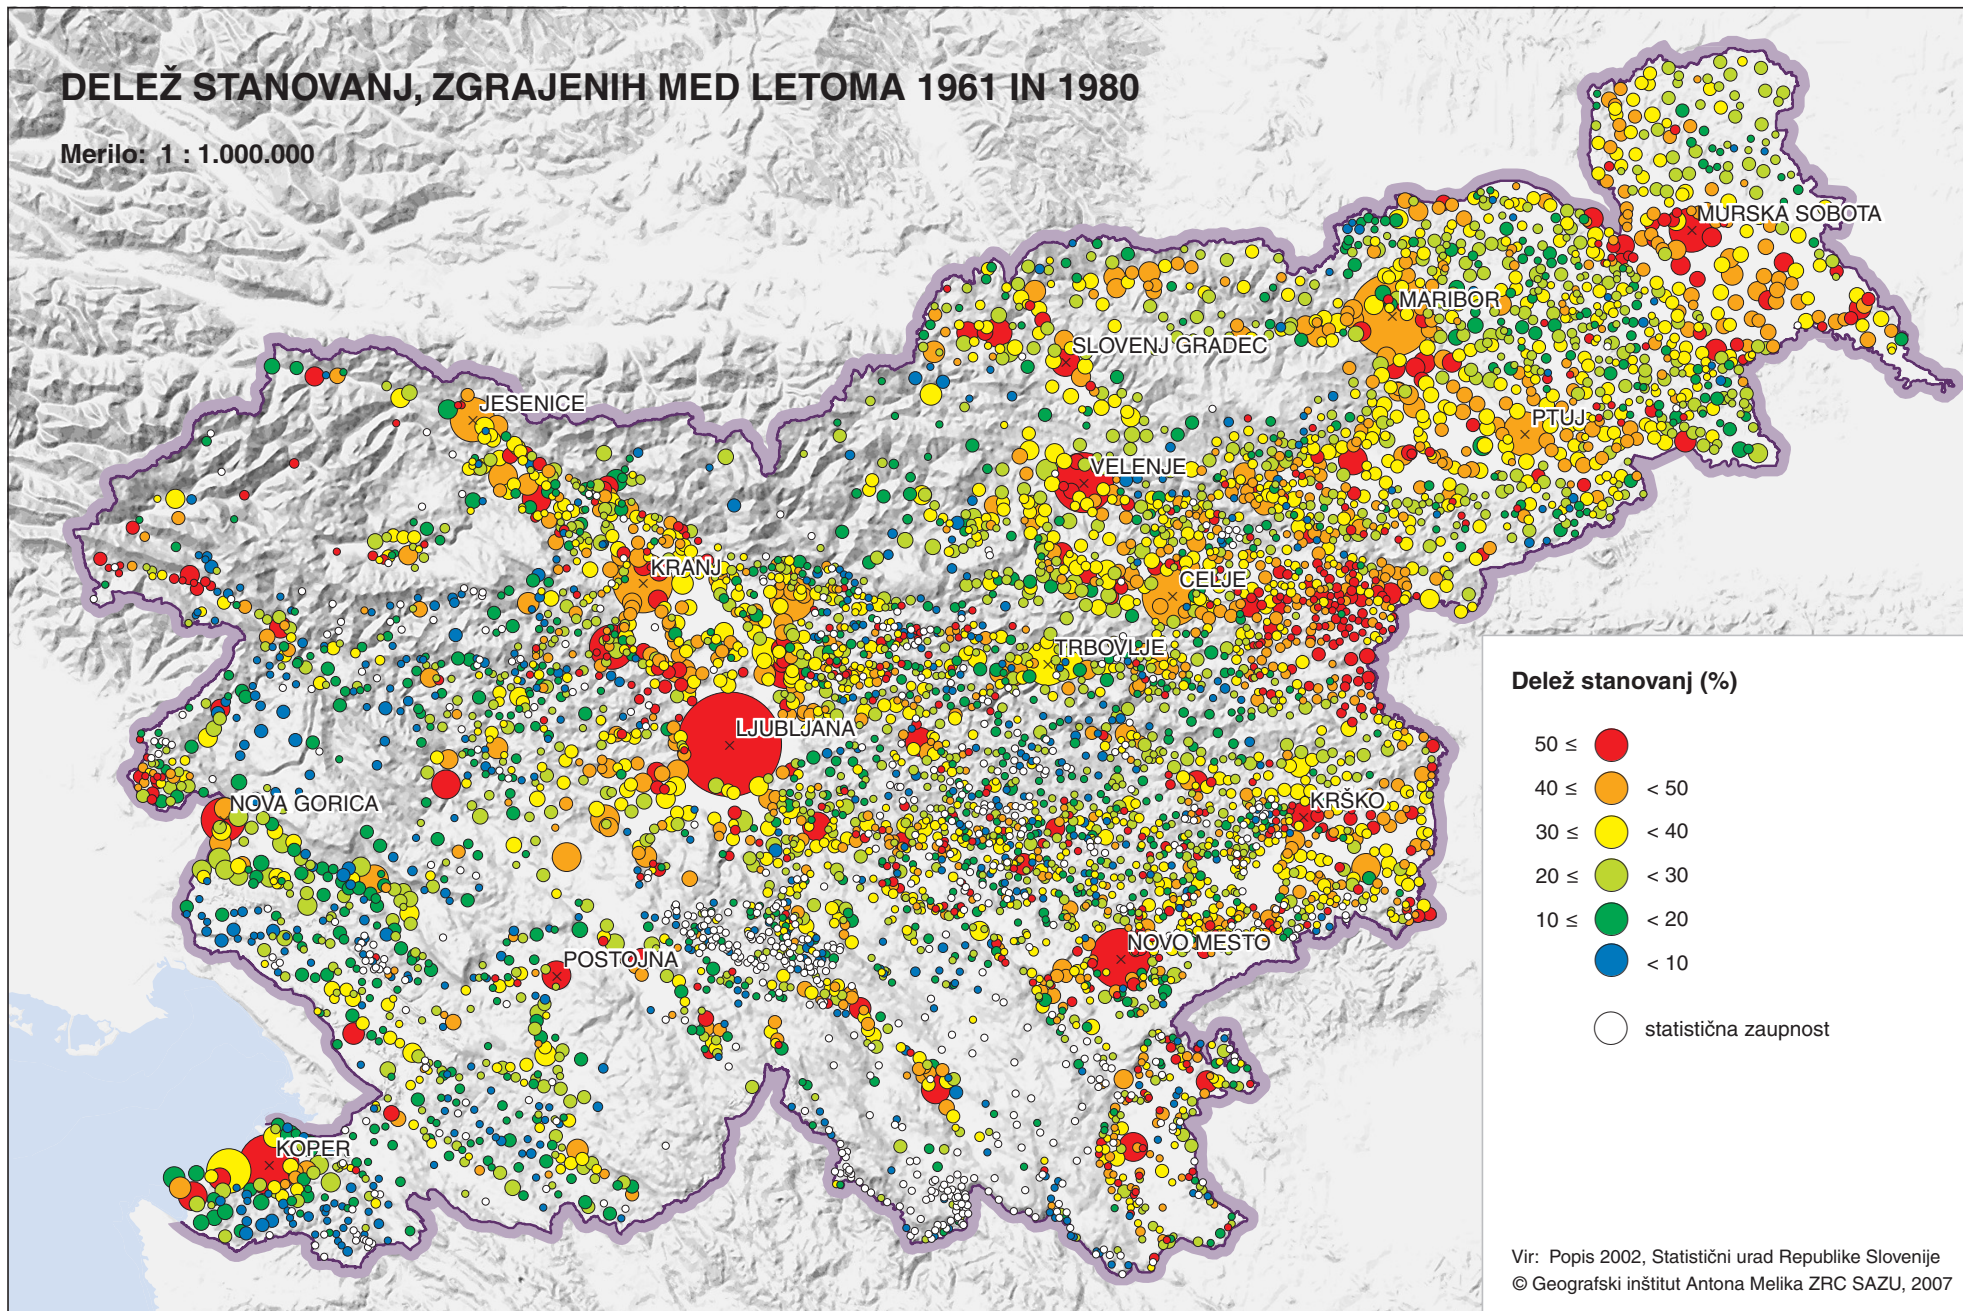 DELEŽ STANOVANJ, ZGRAJENIH MED LETOMA 1961 IN 1980
Merilo: 1 : 1.000.000
MURSKA SOBOTA
MARIBOR
SLOVENJ GRADEC
JESENICE
PTUJ
VELENJE
KRANJ
CELJE
TRBOVLJE
LJUBLJANA
NOVA GORICA
KRŠKO
NOVO MESTO
POSTOJNA
KOPER
Delež stanovanj (%)
50 ≤
40 ≤ < 50
30 ≤ < 40
20 ≤ < 30
10 ≤ < 20
< 10
statistična zaupnost
Vir: Popis 2002, Statistični urad Republike Slovenije
© Geografski inštitut Antona Melika ZRC SAZU, 2007